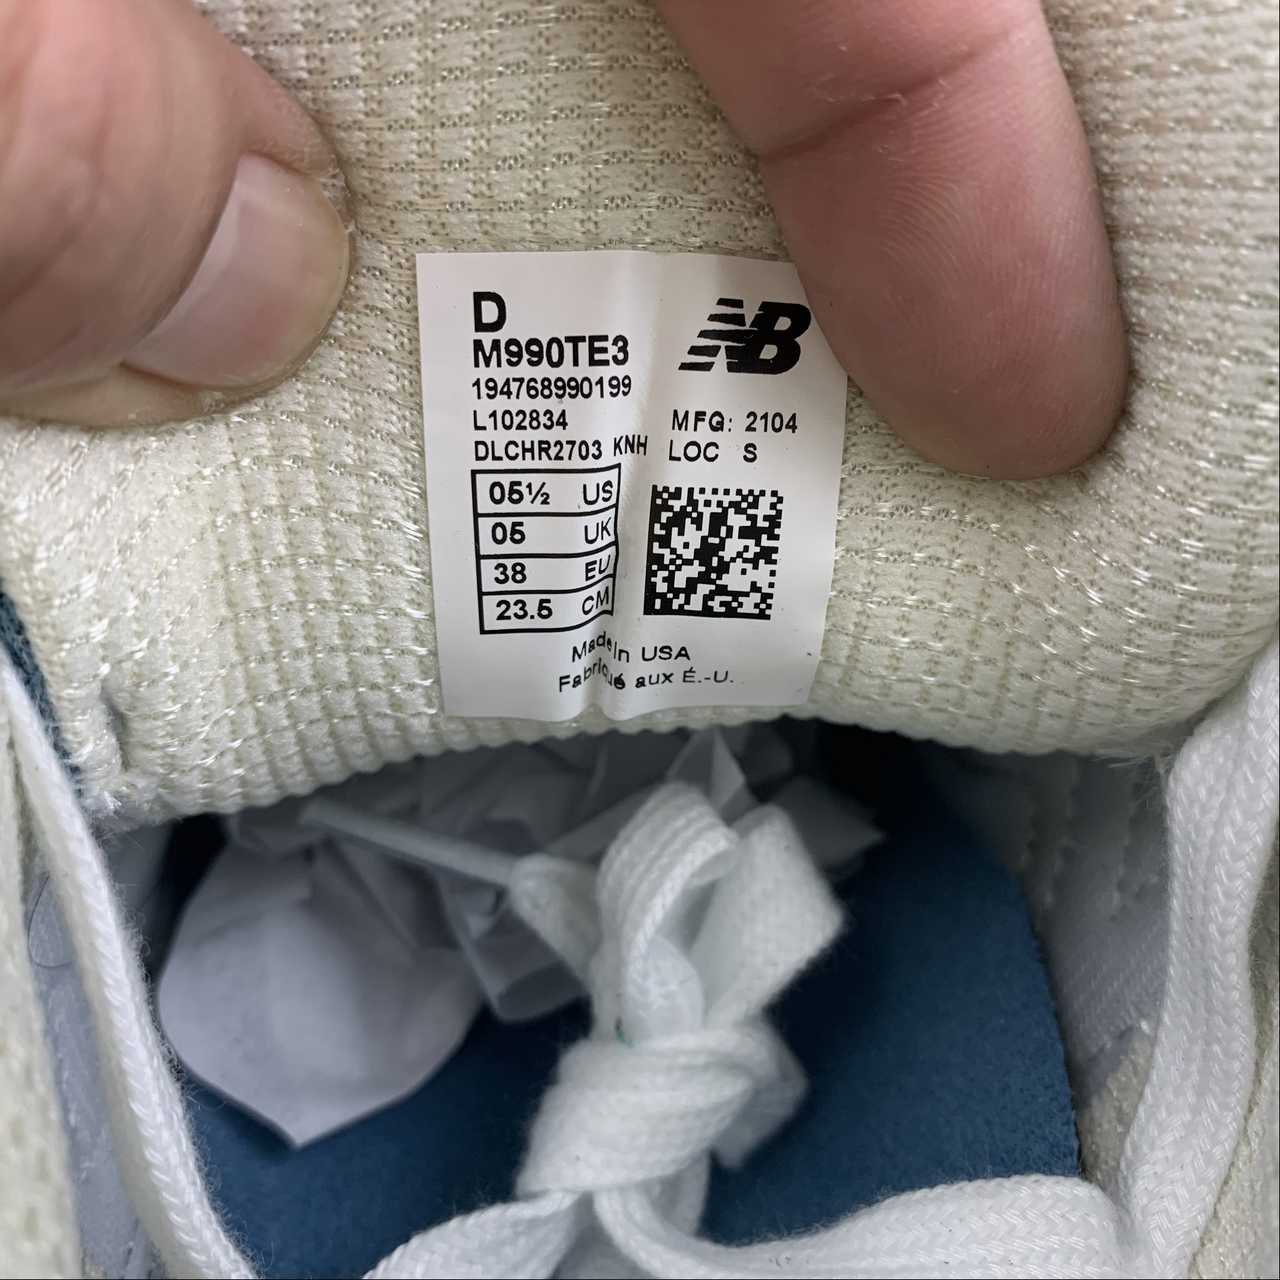 D
M990TE3
194768990199
L102834
DLCHR2703 KNH
NB
MFG: 2104
LOC S
05½ US
05 UK
38 EU
23.5 CM
Made In USA
Fabriqué aux É.-U.